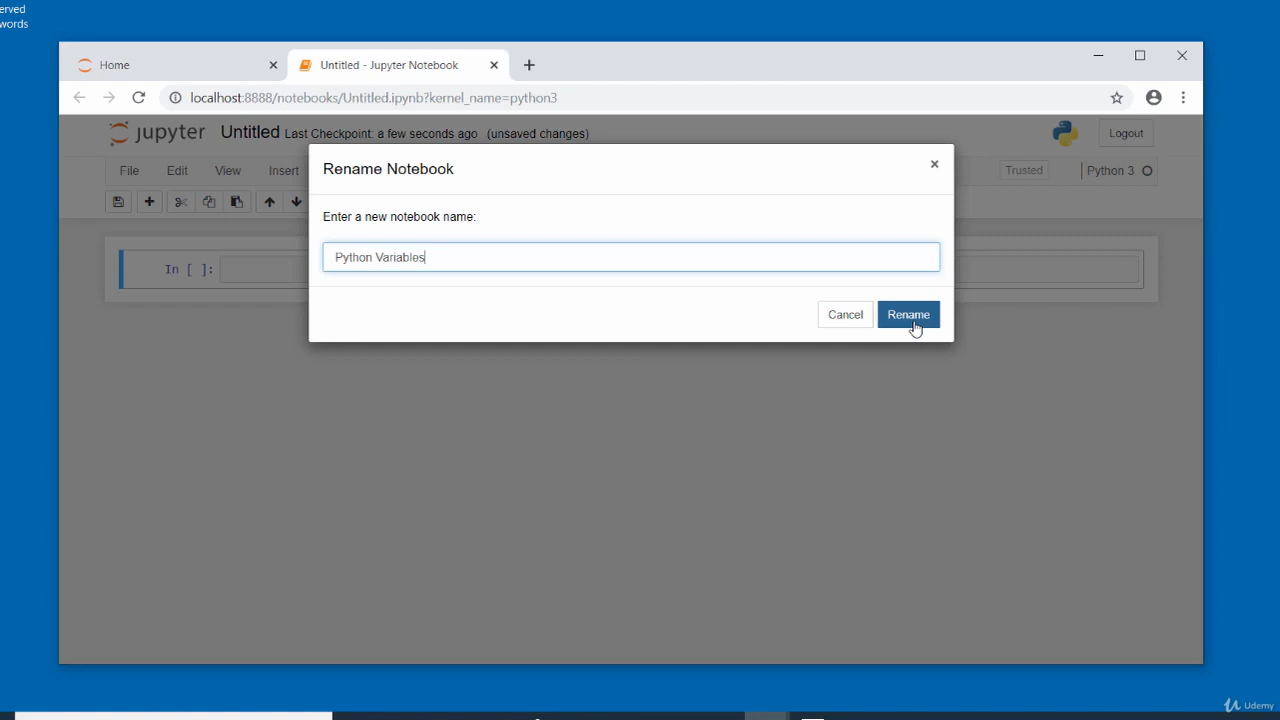 erved
words
Home
Untitled - Jupyter Notebook
localhost:8888/notebooks/Untitled.ipynb?kernel_name=python3
jupyter Untitled Last Checkpoint: a few seconds ago (unsaved changes)
Logout
File Edit View Insert
Trusted
Python 3
Rename Notebook
Enter a new notebook name:
Python Variables
Cancel
Rename
In [ ]:
Udemy